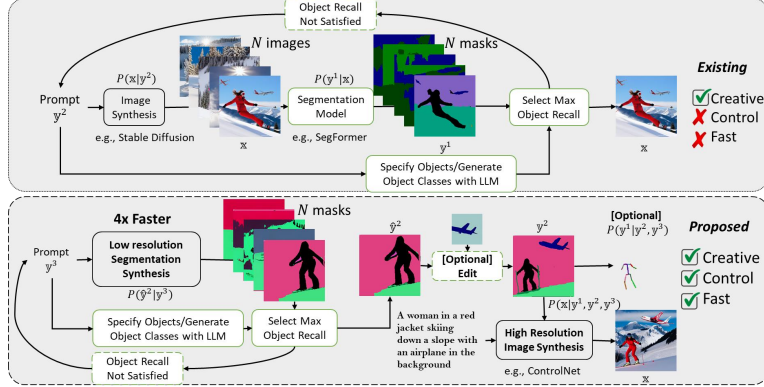 Object Recall
Not Satisfied
N images
N masks
P(𝕩|𝕪²)
P(𝕪¹|𝕩)
Prompt
𝕪²
Image
Synthesis
Segmentation
Model
Select Max
Object Recall
e.g., Stable Diffusion
e.g., SegFormer
𝕩
𝕪¹
𝕩
Specify Objects/Generate
Object Classes with LLM
Existing
Creative
Control
Fast
4x Faster
N masks
Prompt
𝕪³
Low resolution
Segmentation
Synthesis
P(ŷ²|𝕪³)
Specify Objects/Generate
Object Classes with LLM
Select Max
Object Recall
Object Recall
Not Satisfied
ŷ²
[Optional]
Edit
𝕪²
[Optional]
P(𝕪¹|𝕪², 𝕪³)
P(𝕩|𝕪¹, 𝕪², 𝕪³)
A woman in a red
jacket skiing
down a slope with
an airplane in the
background
High Resolution
Image Synthesis
e.g., ControlNet
𝕩
Proposed
Creative
Control
Fast